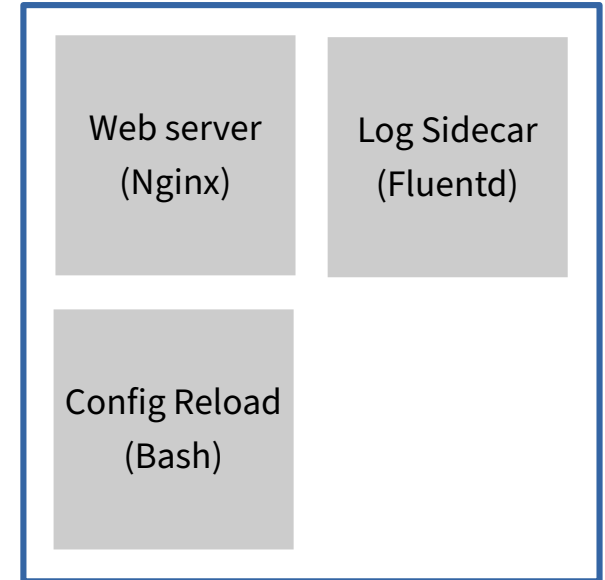 Web server
(Nginx)
Log Sidecar
(Fluentd)
Config Reload
(Bash)